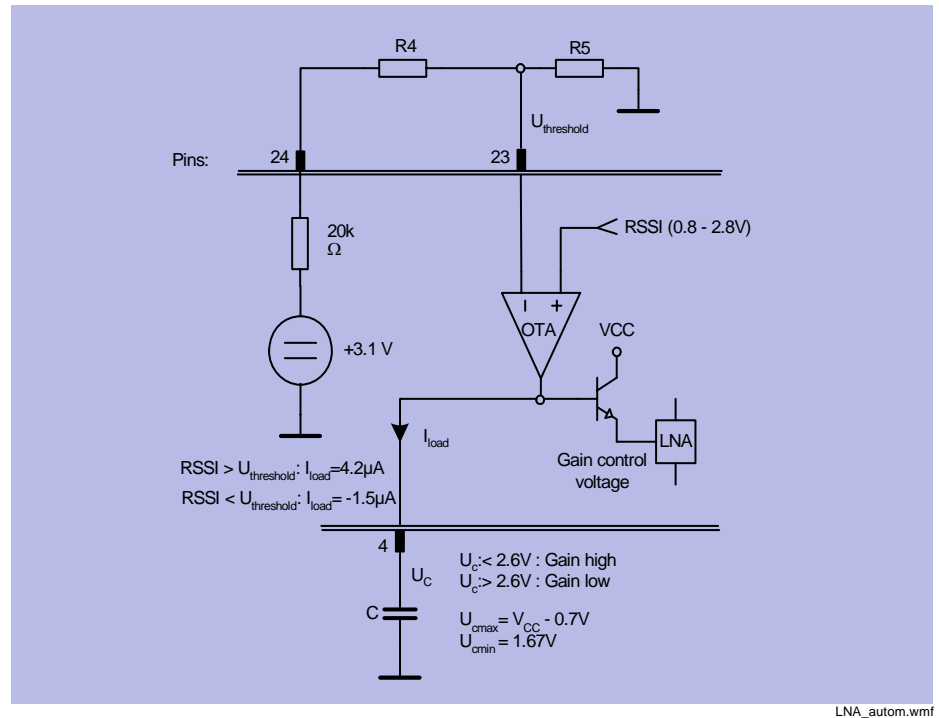 R4
R5
Uthreshold
Pins:
24
23
20k
Ω
RSSI (0.8 - 2.8V)
− +
OTA
VCC
+3.1 V
Iload
LNA
Gain control
voltage
RSSI > Uthreshold: Iload=4.2µA
RSSI < Uthreshold: Iload= -1.5µA
4
UC
Uc:< 2.6V : Gain high
Uc:> 2.6V : Gain low
C
Ucmax= VCC - 0.7V
Ucmin = 1.67V
LNA_autom.wmf